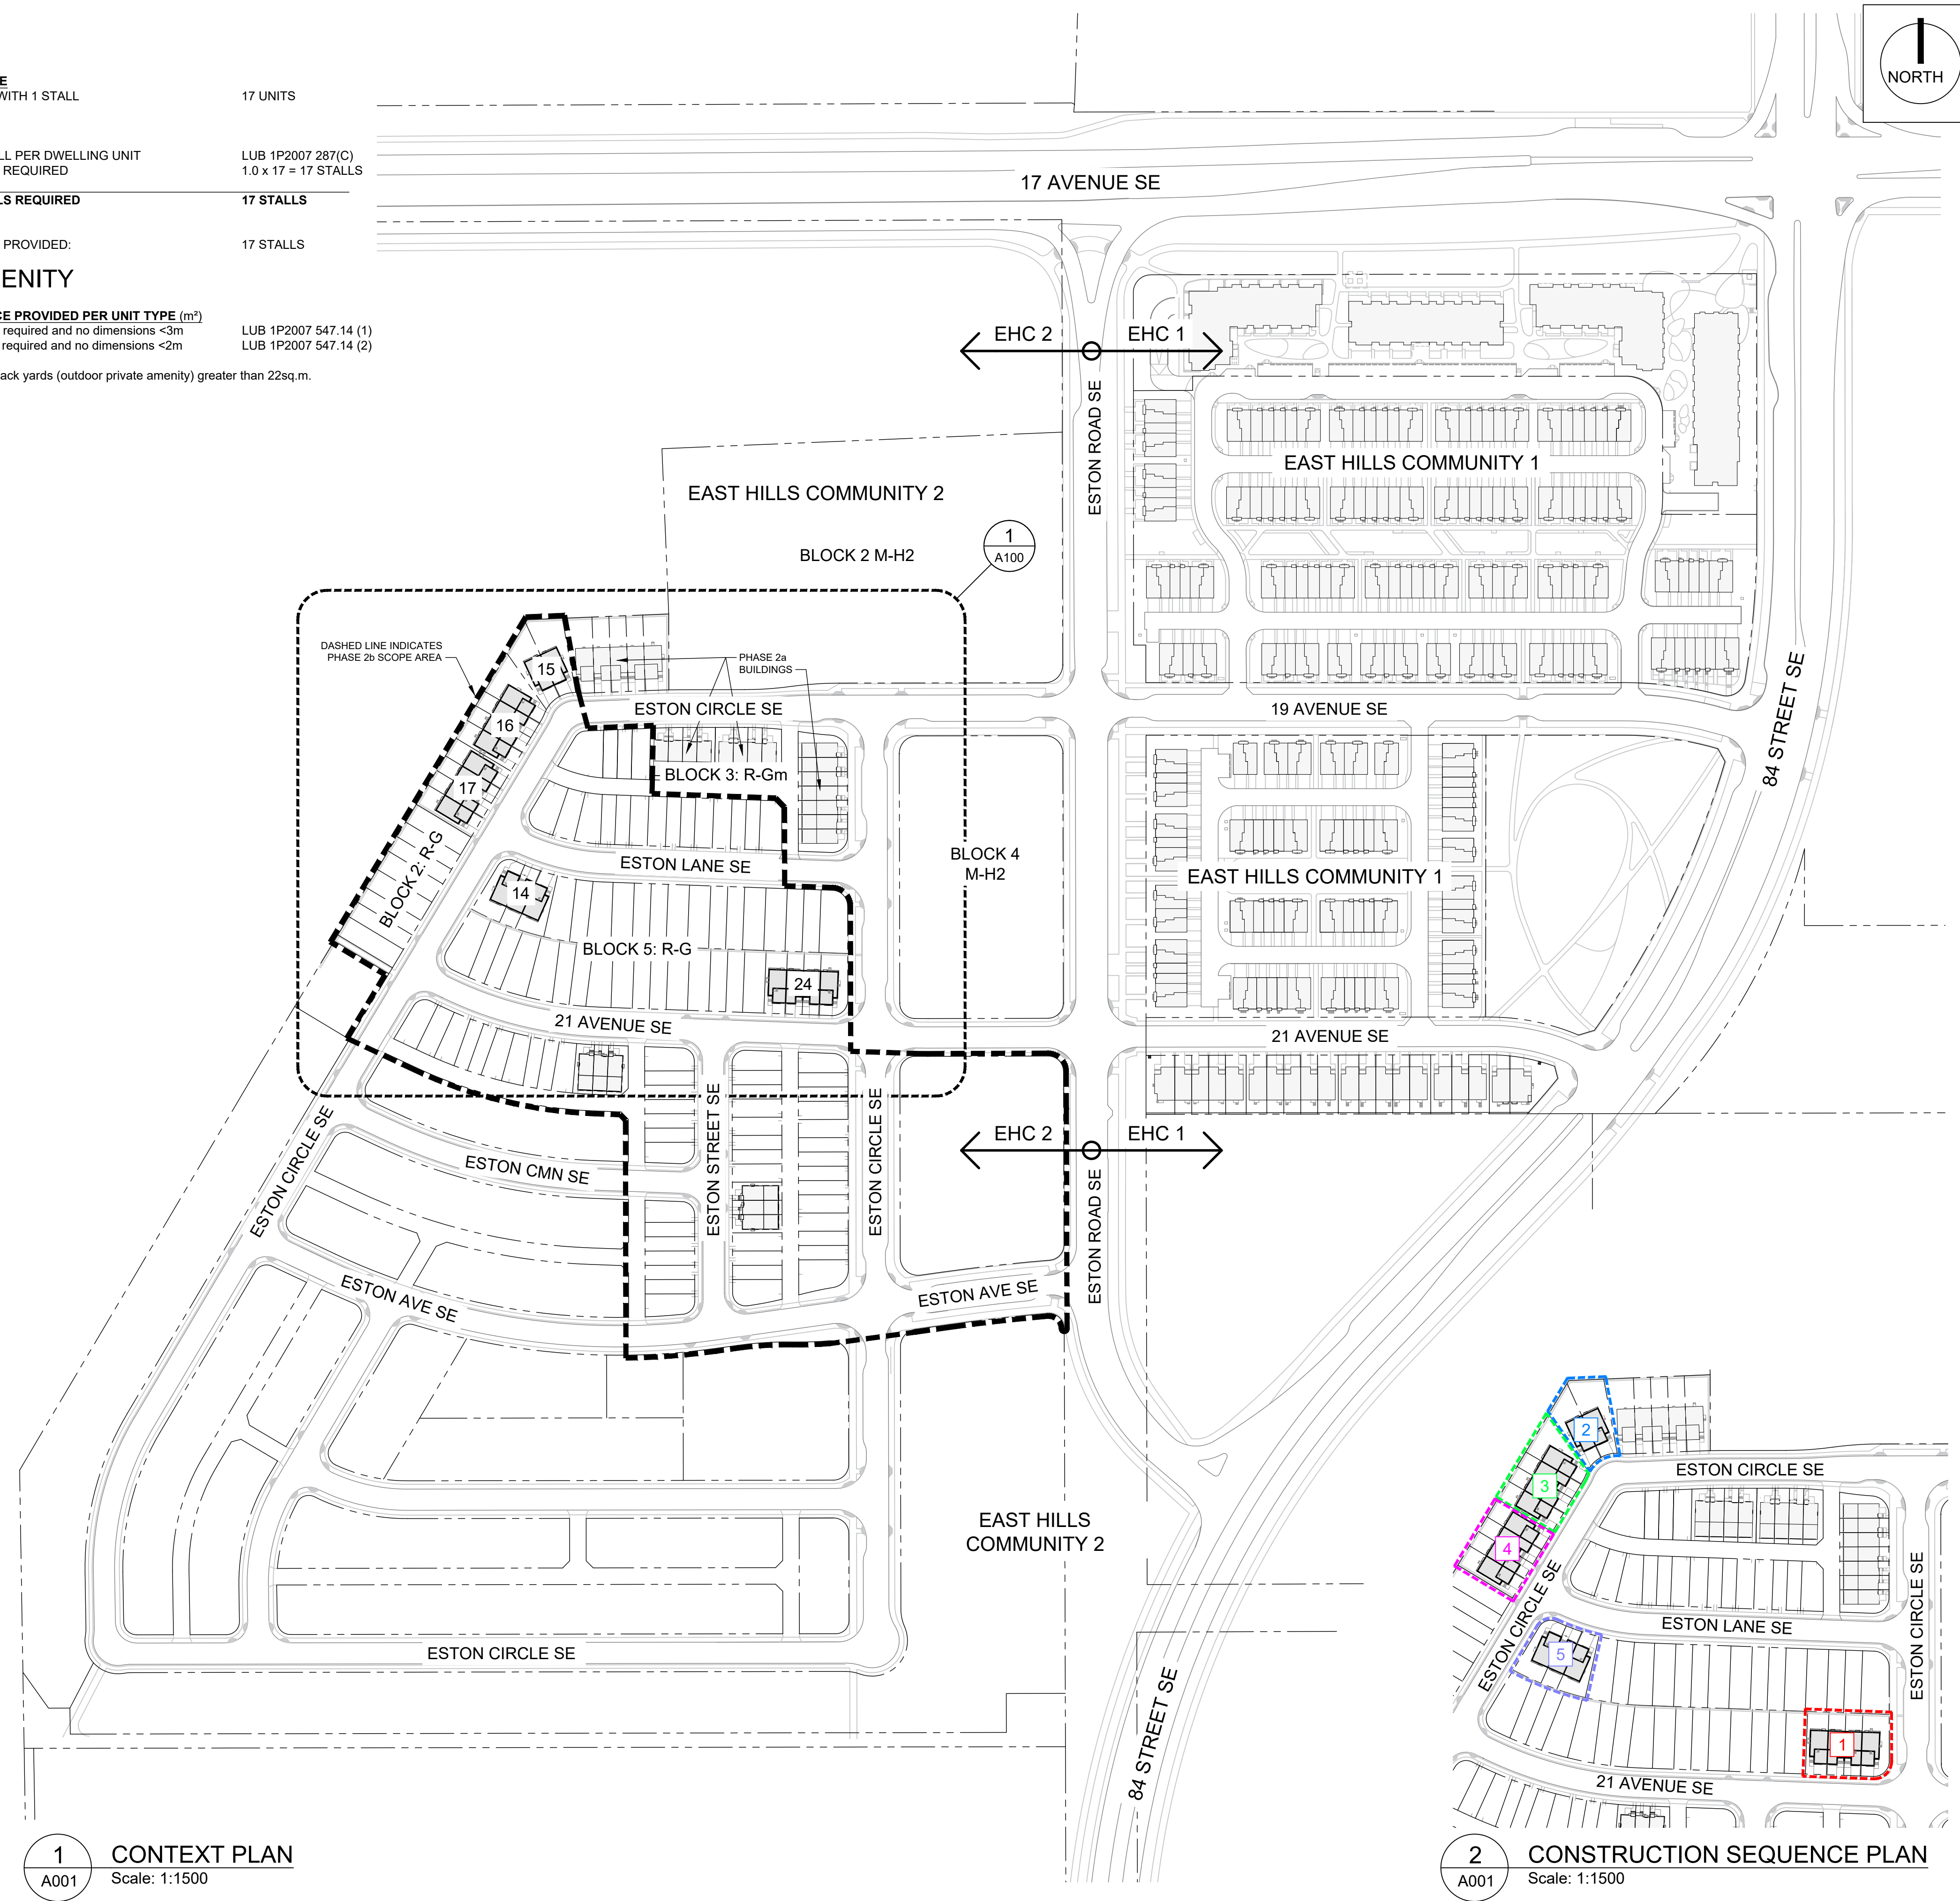 E
WITH 1 STALL 17 UNITS
LL PER DWELLING UNIT LUB 1P2007 287(C)
REQUIRED 1.0 x 17 = 17 STALLS
LS REQUIRED 17 STALLS
PROVIDED: 17 STALLS
ENITY
CE PROVIDED PER UNIT TYPE (m²)
required and no dimensions <3m LUB 1P2007 547.14 (1)
required and no dimensions <2m LUB 1P2007 547.14 (2)
ack yards (outdoor private amenity) greater than 22sq.m.
NORTH
17 AVENUE SE
EHC 2
EHC 1
ESTON ROAD SE
EAST HILLS COMMUNITY 1
EAST HILLS COMMUNITY 2
BLOCK 2 M-H2
1
A100
DASHED LINE INDICATES
PHASE 2b SCOPE AREA
PHASE 2a
BUILDINGS
15
16
17
ESTON CIRCLE SE
19 AVENUE SE
84 STREET SE
BLOCK 3: R-Gm
BLOCK 2: R-G
ESTON LANE SE
14
BLOCK 4
M-H2
EAST HILLS COMMUNITY 1
BLOCK 5: R-G
24
21 AVENUE SE
21 AVENUE SE
ESTON CIRCLE SE
ESTON STREET SE
ESTON CIRCLE SE
EHC 2
EHC 1
ESTON ROAD SE
ESTON CMN SE
ESTON AVE SE
ESTON AVE SE
EAST HILLS
COMMUNITY 2
ESTON CIRCLE SE
84 STREET SE
2
3
4
5
1
ESTON CIRCLE SE
ESTON CIRCLE SE
ESTON LANE SE
ESTON CIRCLE SE
21 AVENUE SE
1
A001
CONTEXT PLAN
Scale: 1:1500
2
A001
CONSTRUCTION SEQUENCE PLAN
Scale: 1:1500